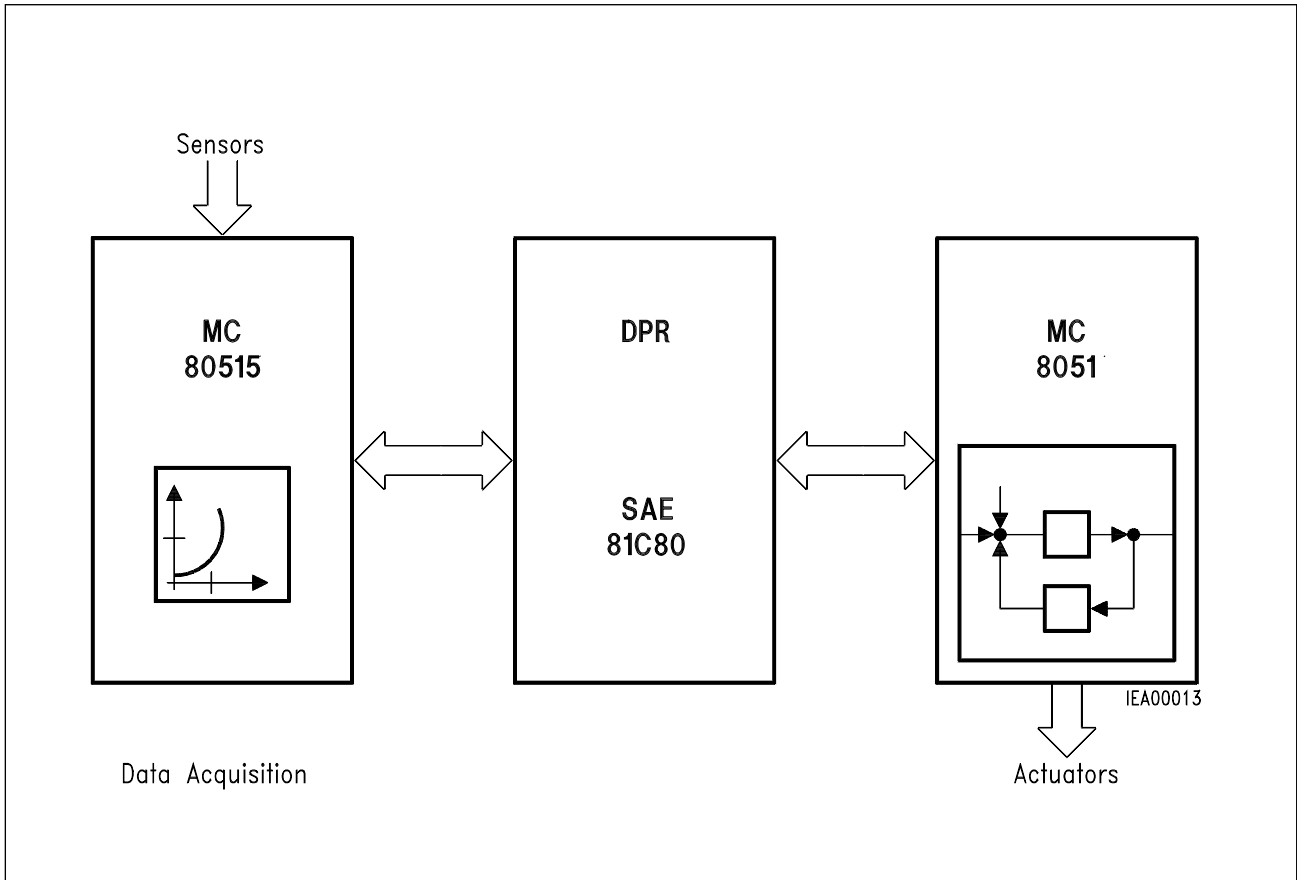 Sensors
MC
80515
DPR
SAE
81C80
MC
8051
IEA00013
Data Acquisition
Actuators